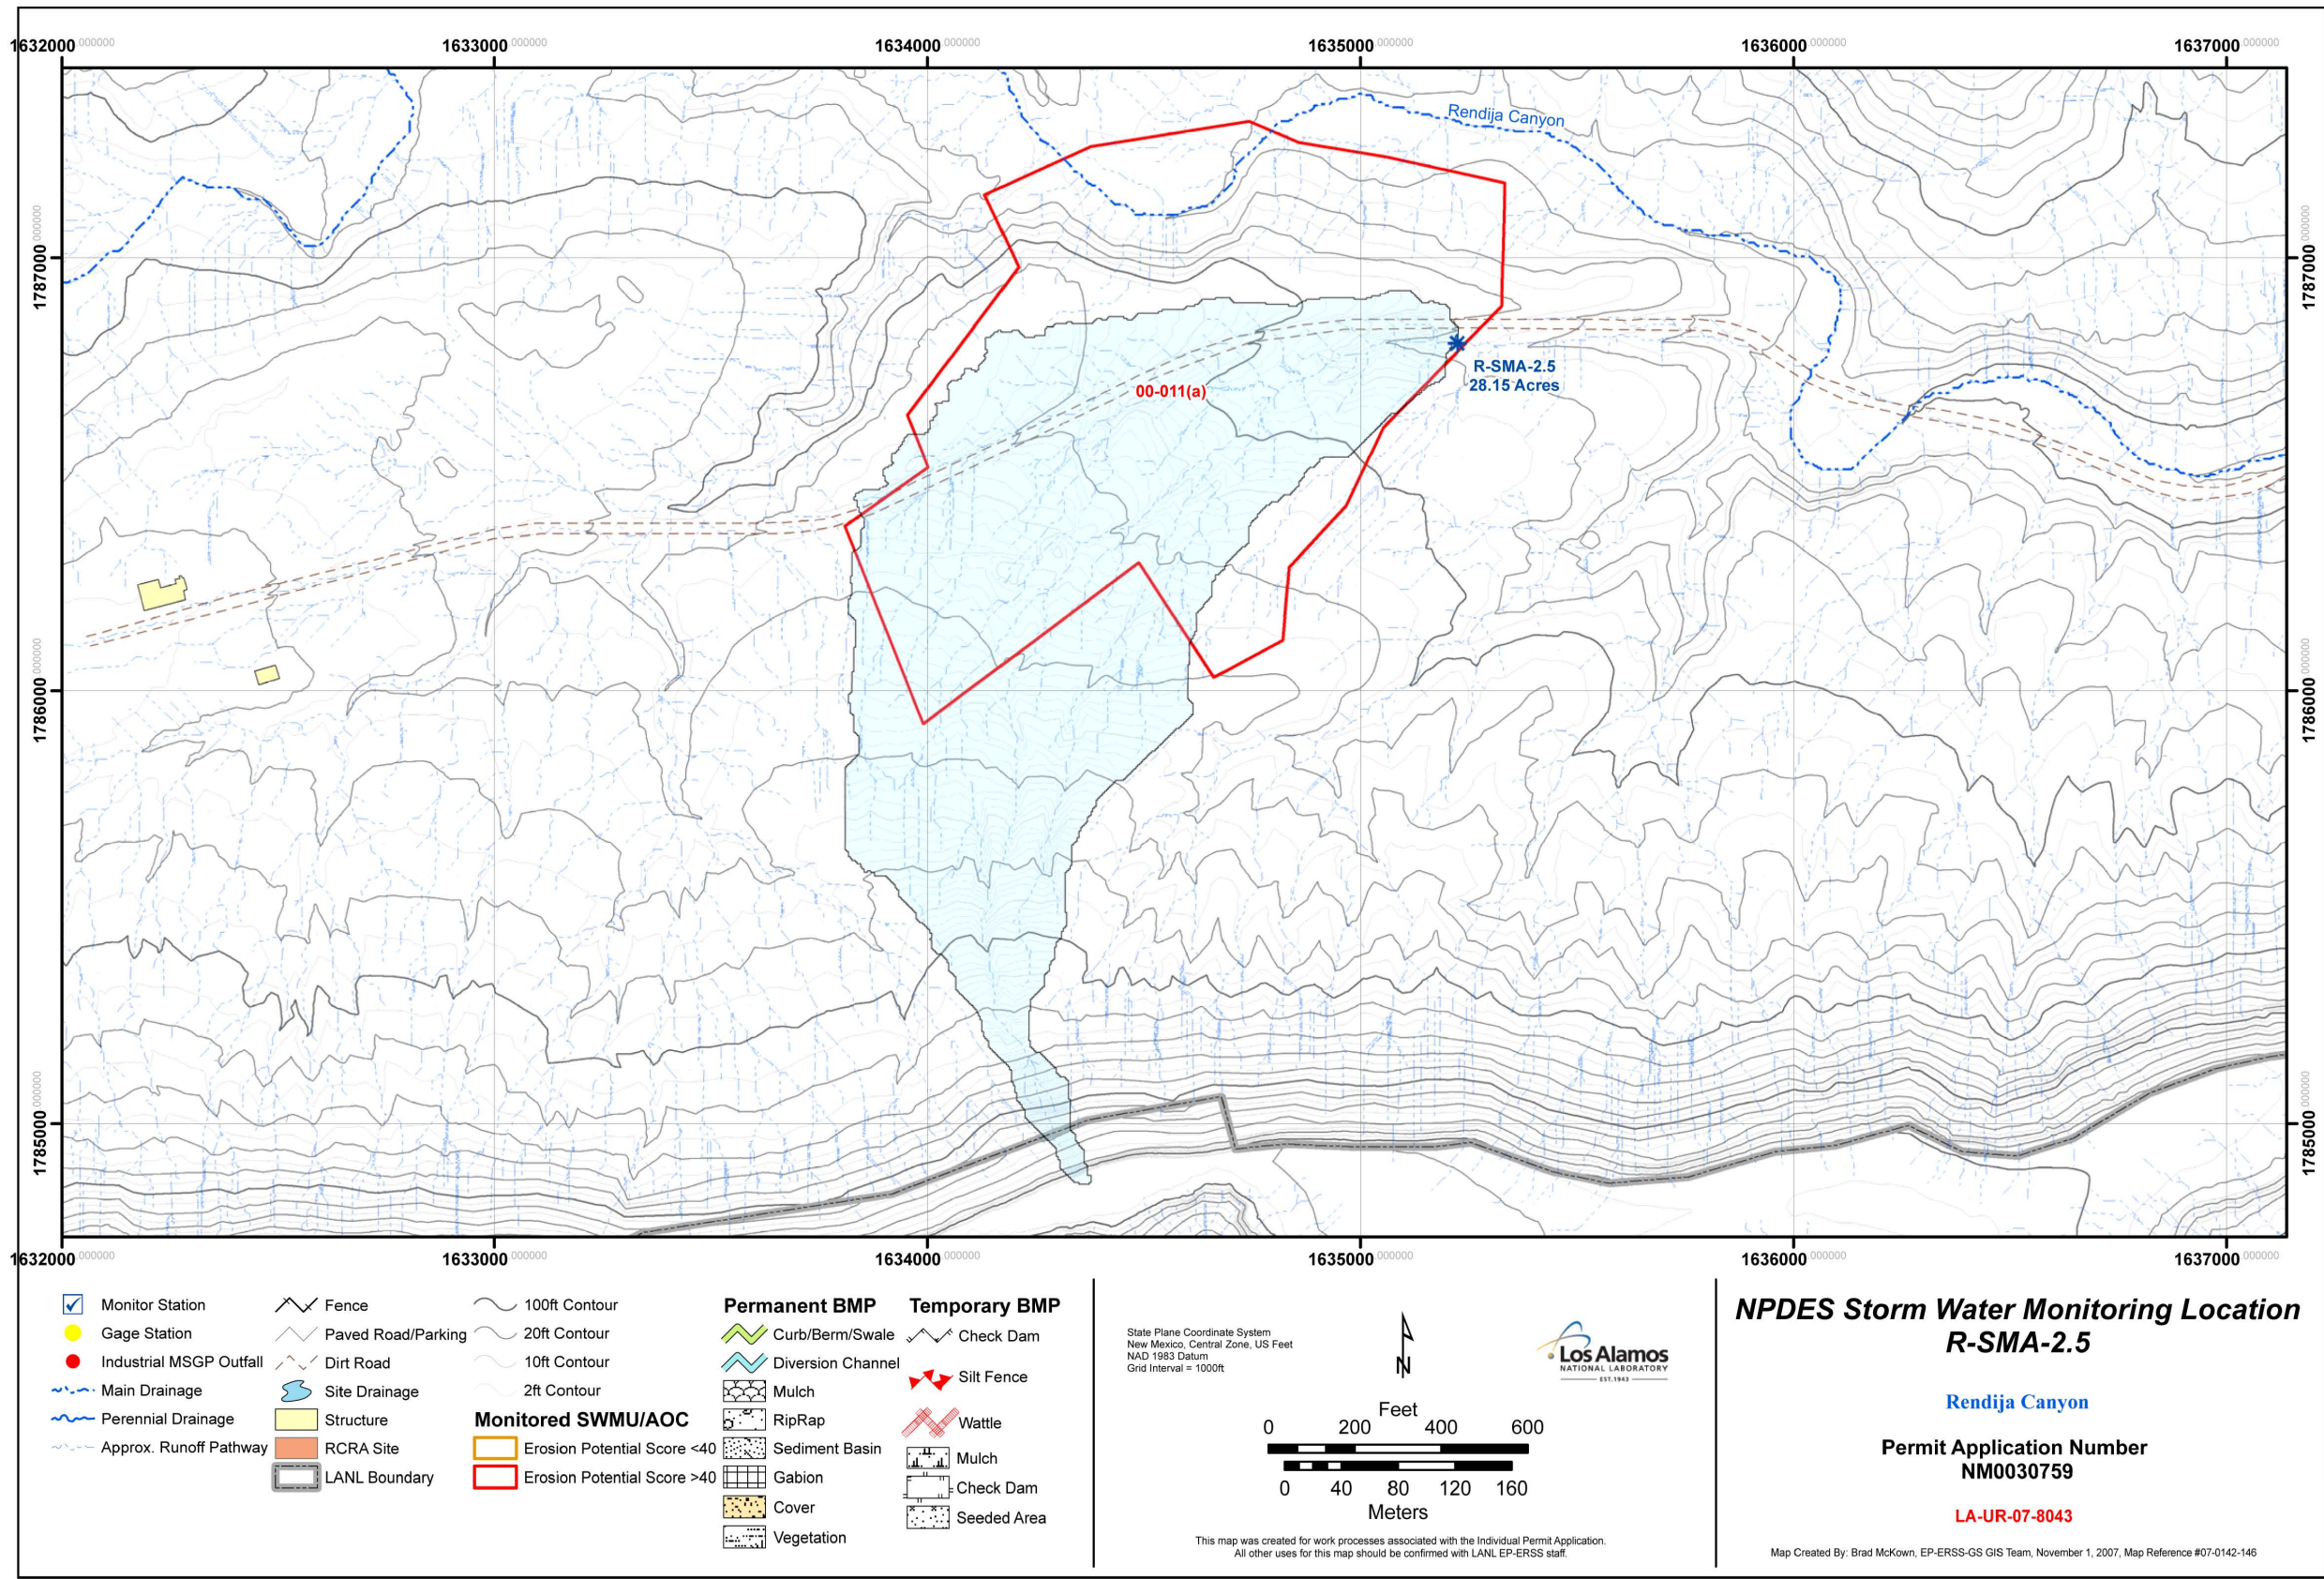 1632000.000000 1633000.000000 1634000.000000 1635000.000000 1636000.000000 1637000.000000
Rendija Canyon
1787000.000000 1787000.000000
R-SMA-2.5
28.15 Acres
00-011(a)
1786000.000000 1786000.000000
1785000.000000 1785000.000000
1632000.000000 1633000.000000 1634000.000000 1635000.000000 1636000.000000 1637000.000000
Monitor Station
Gage Station
Industrial MSGP Outfall
Main Drainage
Perennial Drainage
Approx. Runoff Pathway
Fence
Paved Road/Parking
Dirt Road
Site Drainage
Structure
RCRA Site
LANL Boundary
100ft Contour
20ft Contour
10ft Contour
2ft Contour
Monitored SWMU/AOC
Erosion Potential Score <40
Erosion Potential Score >40
Permanent BMP
Curb/Berm/Swale
Diversion Channel
Mulch
RipRap
Sediment Basin
Gabion
Cover
Vegetation
Temporary BMP
Check Dam
Silt Fence
Wattle
Mulch
Check Dam
Seeded Area
State Plane Coordinate System
New Mexico, Central Zone, US Feet
NAD 1983 Datum
Grid Interval = 1000ft
N
Los Alamos
NATIONAL LABORATORY
EST.1943
Feet
0 200 400 600
0 40 80 120 160
Meters
This map was created for work processes associated with the Individual Permit Application.
All other uses for this map should be confirmed with LANL EP-ERSS staff.
NPDES Storm Water Monitoring Location
R-SMA-2.5
Rendija Canyon
Permit Application Number
NM0030759
LA-UR-07-8043
Map Created By: Brad McKown, EP-ERSS-GS GIS Team, November 1, 2007, Map Reference #07-0142-146